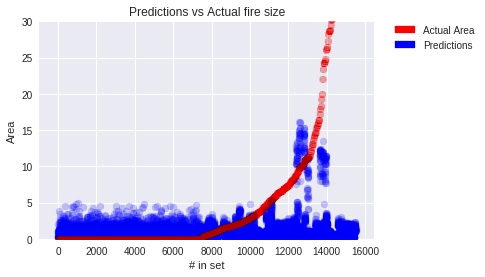 Predictions vs Actual fire size
30
25
20
15
10
5
0
Area
0 2000 4000 6000 8000 10000 12000 14000 16000
# in set
Actual Area
Predictions